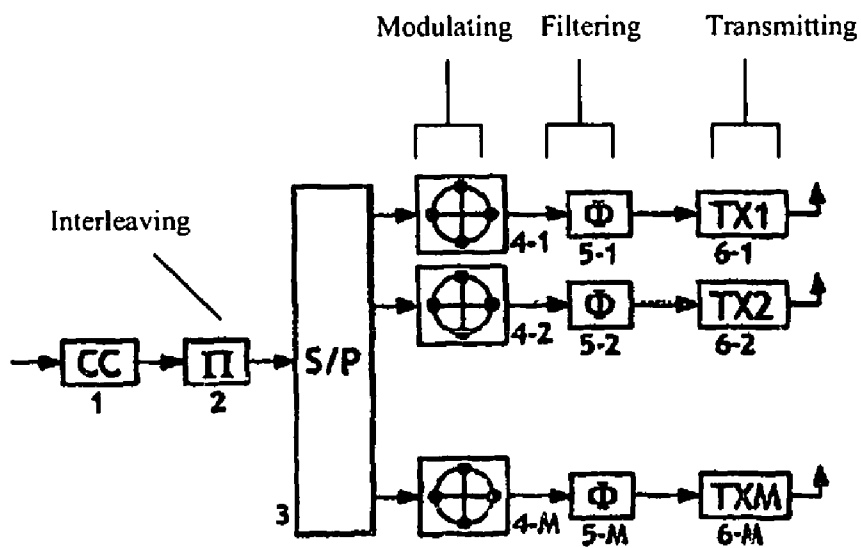 Modulating Filtering Transmitting
Interleaving
CC
1
Π
2
S/P
3
4-1
Φ
5-1
TX1
6-1
4-2
Φ
5-2
TX2
6-2
4-M
Φ
5-M
TXM
6-M